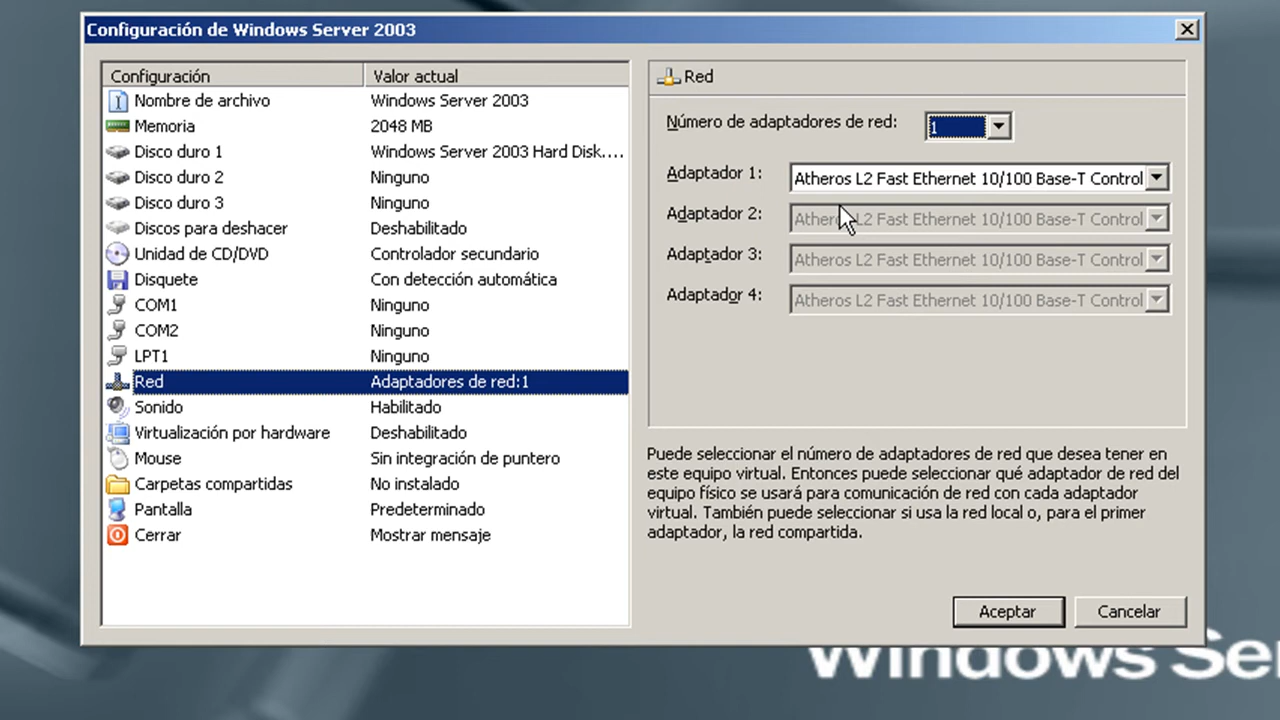 Configuración de Windows Server 2003
Configuración Valor actual
Nombre de archivo Windows Server 2003
Memoria 2048 MB
Disco duro 1 Windows Server 2003 Hard Disk....
Disco duro 2 Ninguno
Disco duro 3 Ninguno
Discos para deshacer Deshabilitado
Unidad de CD/DVD Controlador secundario
Disquete Con detección automática
COM1 Ninguno
COM2 Ninguno
LPT1 Ninguno
Red Adaptadores de red:1
Sonido Habilitado
Virtualización por hardware Deshabilitado
Mouse Sin integración de puntero
Carpetas compartidas No instalado
Pantalla Predeterminado
Cerrar Mostrar mensaje
Red
Número de adaptadores de red: 1
Adaptador 1: Atheros L2 Fast Ethernet 10/100 Base-T Control
Adaptador 2: Atheros L2 Fast Ethernet 10/100 Base-T Control
Adaptador 3: Atheros L2 Fast Ethernet 10/100 Base-T Control
Adaptador 4: Atheros L2 Fast Ethernet 10/100 Base-T Control
Puede seleccionar el número de adaptadores de red que desea tener en
este equipo virtual. Entonces puede seleccionar qué adaptador de red del
equipo físico se usará para comunicación de red con cada adaptador
virtual. También puede seleccionar si usa la red local o, para el primer
adaptador, la red compartida.
Aceptar Cancelar
Windows Se